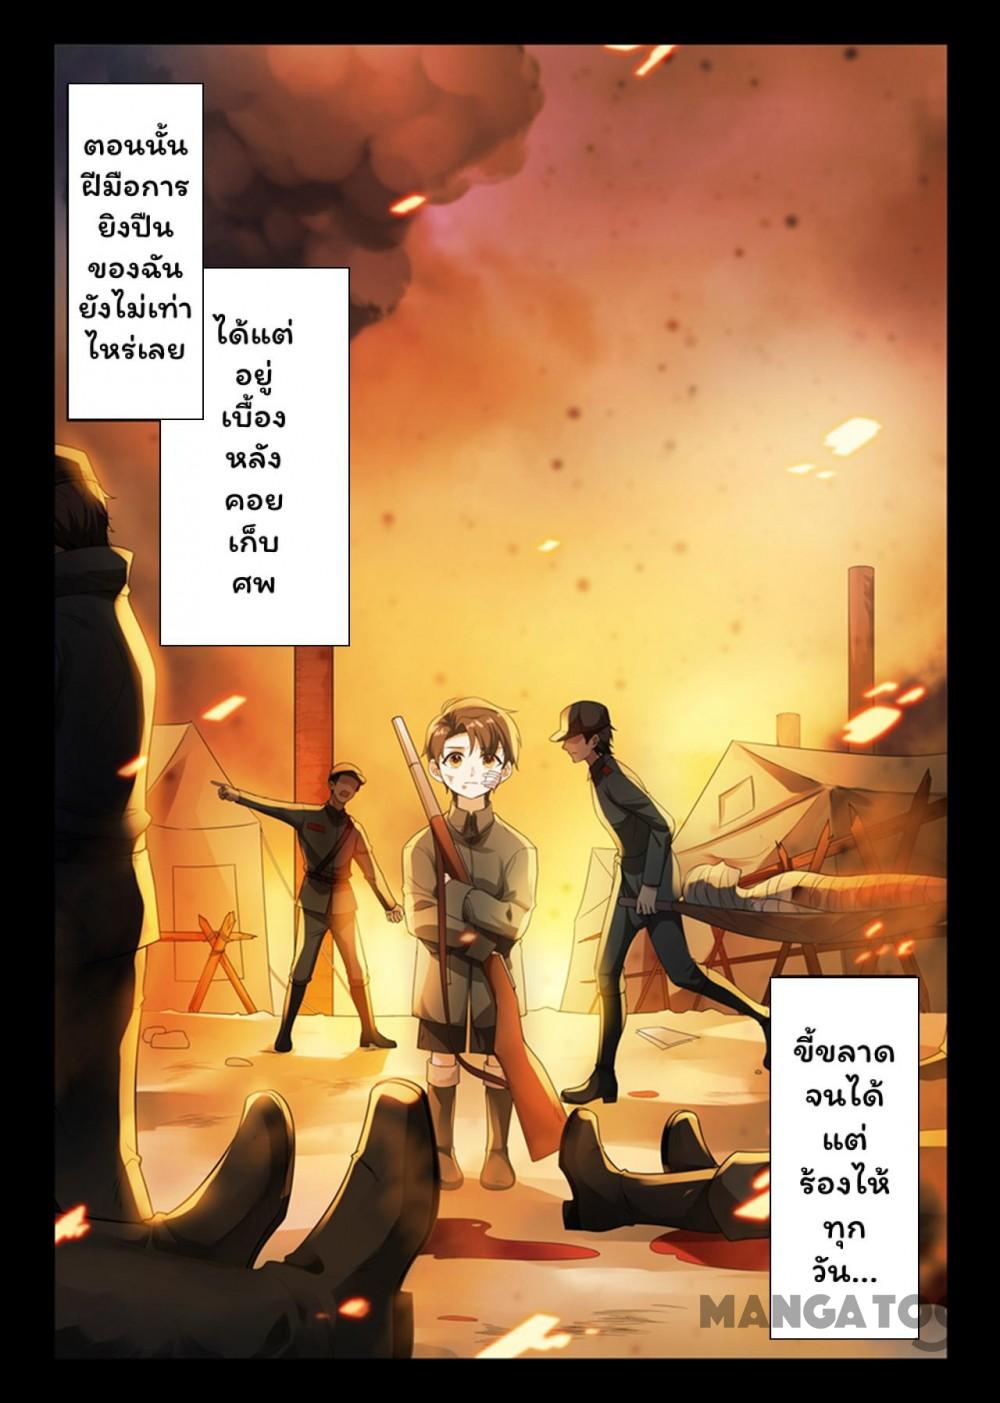 ตอนนั้น
ฝีมือการ
ยิงปืน
ของฉัน
ยังไม่เท่า
ไหร่เลย
ได้แต่
อยู่
เบื้อง
หลัง
คอย
เก็บ
ศพ
ขี้ขลาด
จนได้
แต่
ร้องไห้
ทุก
วัน...
MANGATOON